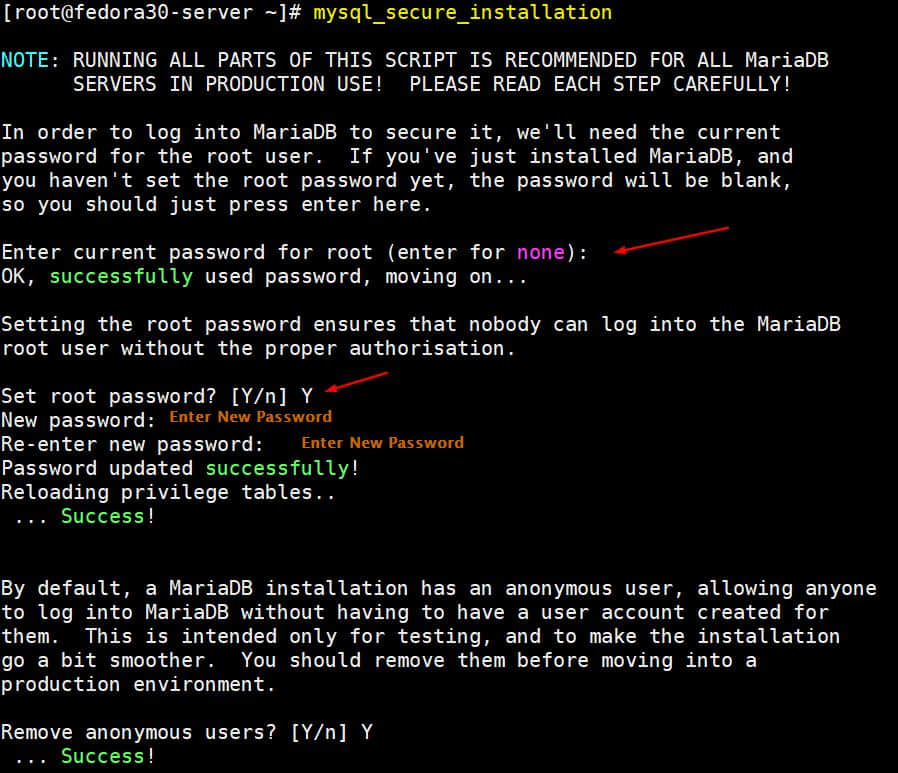 [root@fedora30-server ~]# mysql_secure_installation
NOTE: RUNNING ALL PARTS OF THIS SCRIPT IS RECOMMENDED FOR ALL MariaDB
SERVERS IN PRODUCTION USE!  PLEASE READ EACH STEP CAREFULLY!
In order to log into MariaDB to secure it, we'll need the current
password for the root user.  If you've just installed MariaDB, and
you haven't set the root password yet, the password will be blank,
so you should just press enter here.
Enter current password for root (enter for none):
OK, successfully used password, moving on...
Setting the root password ensures that nobody can log into the MariaDB
root user without the proper authorisation.
Set root password? [Y/n] Y
New password: Enter New Password
Re-enter new password: Enter New Password
Password updated successfully!
Reloading privilege tables..
... Success!
By default, a MariaDB installation has an anonymous user, allowing anyone
to log into MariaDB without having to have a user account created for
them.  This is intended only for testing, and to make the installation
go a bit smoother.  You should remove them before moving into a
production environment.
Remove anonymous users? [Y/n] Y
... Success!